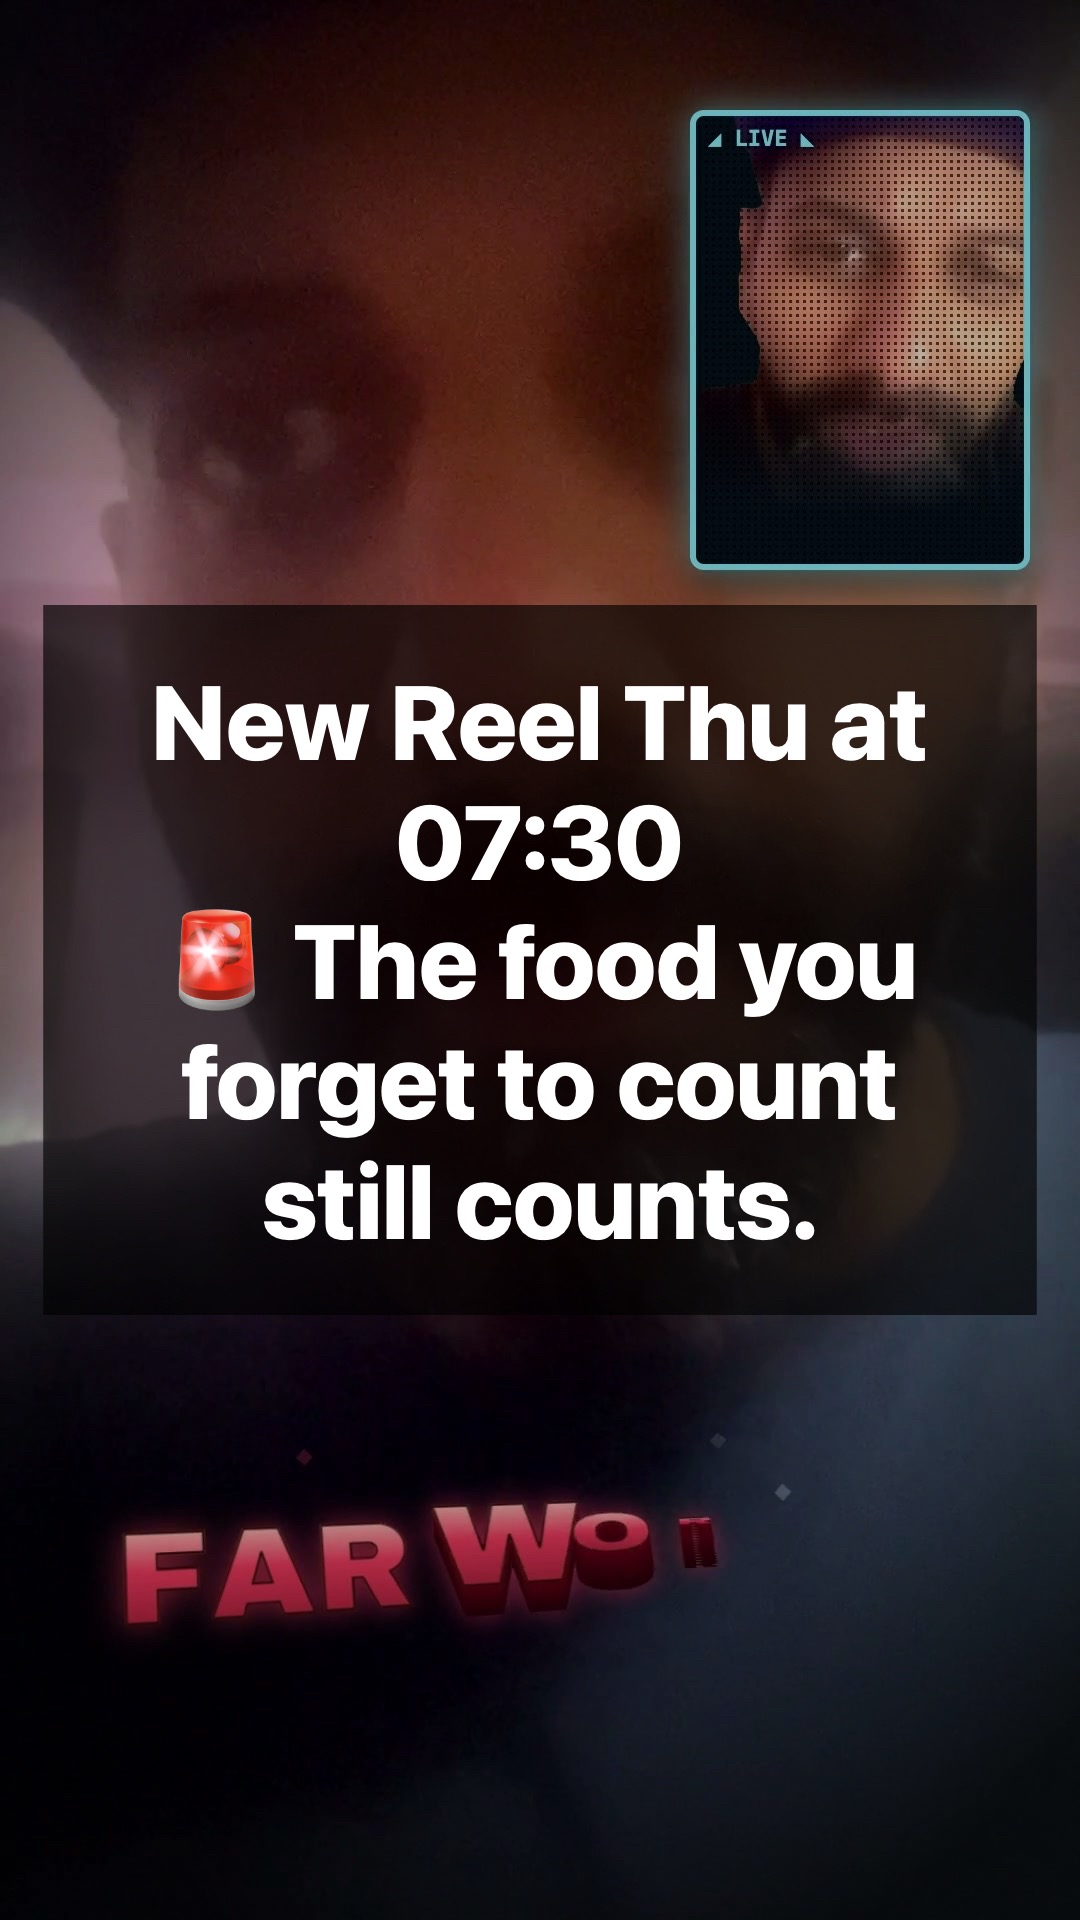 LIVE
New Reel Thu at
07:30
🚨 The food you
forget to count
still counts.
FAR